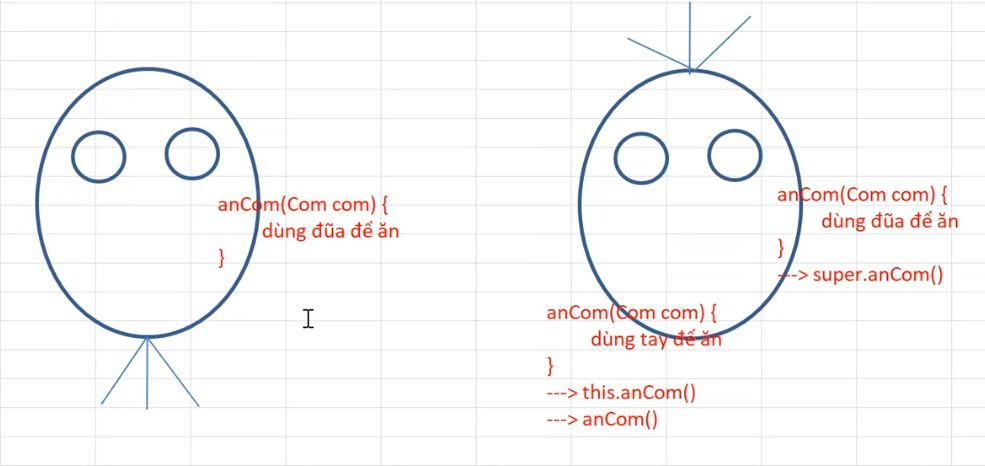 anCom(Com com) {
dùng đũa để ăn
}
anCom(Com com) {
dùng đũa để ăn
}
---> super.anCom()
anCom(Com com) {
dùng tay để ăn
}
---> this.anCom()
---> anCom()